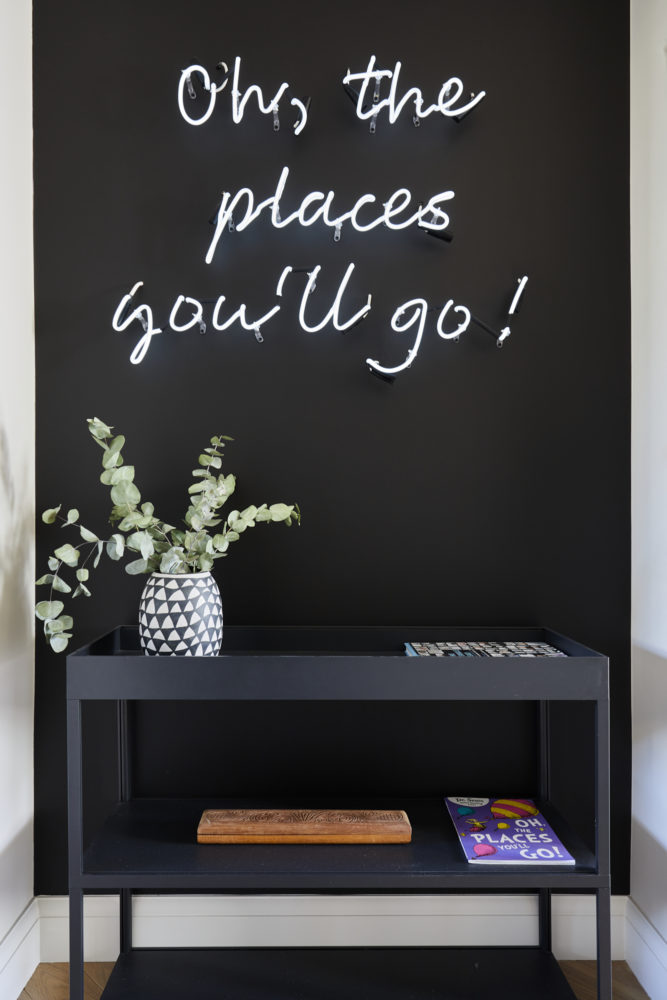 Oh, the
places
you'll go!
Dr. Seuss
OH,
THE
PLACES
YOU'LL
GO!